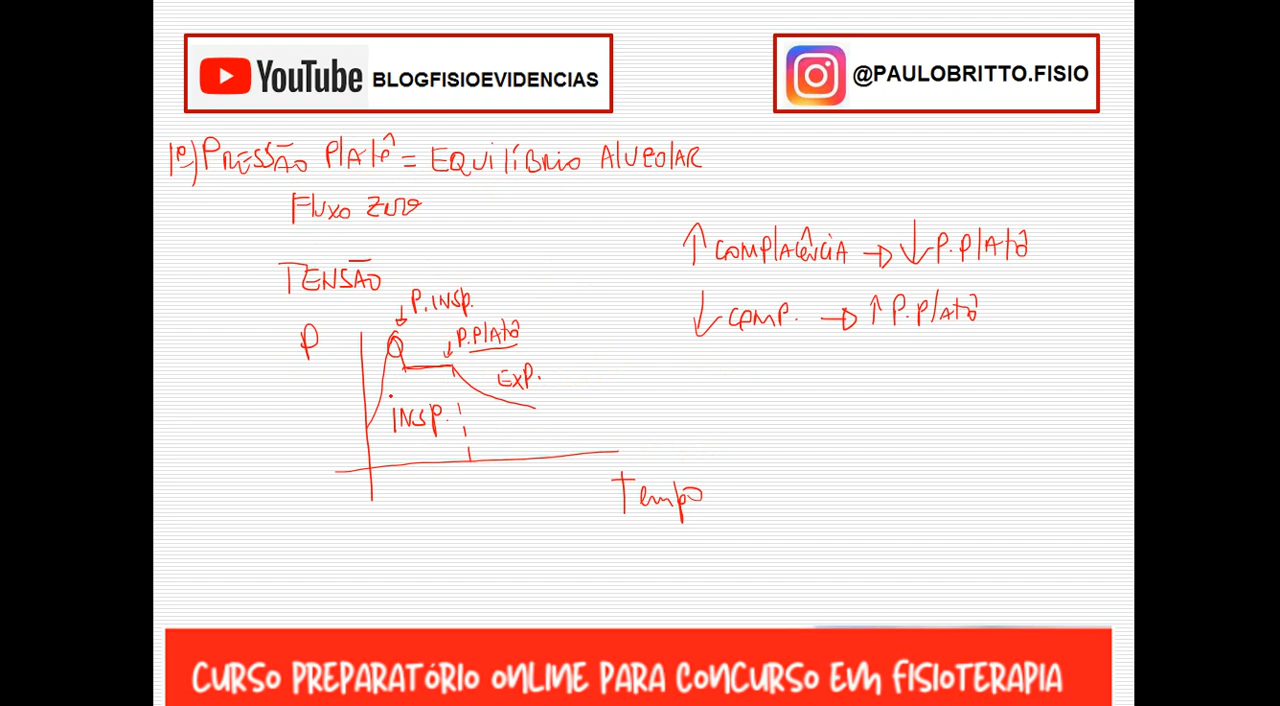 YouTube BLOGFISIOEVIDENCIAS
@PAULOBRITTO.FISIO
1º) PRESSÃO PlATÔ = EQUILÍBRIO ALVEOLAR
Fluxo zero
TENSÃO
↑ COMPlACÊNCIA → ↓ P.PlATÔ
↓ COMP. → ↑ P.PlATÔ
P.INSP.
P.PlATÔ
P
EXP.
INSP.
Tempo
CURSO PREPARATÓRIO ONLINE PARA CONCURSO EM FISIOTERAPIA